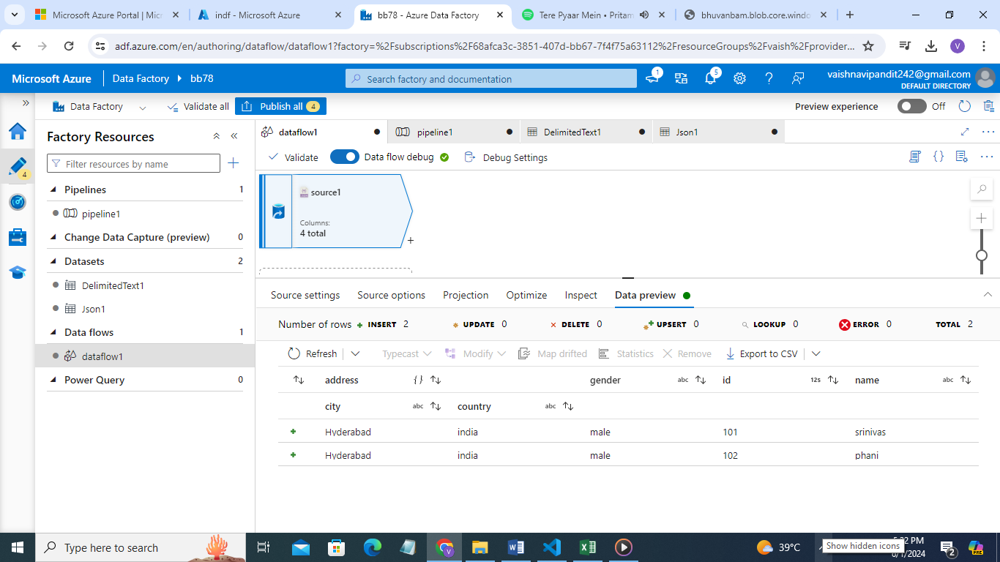 Microsoft Azure Portal | Micr
indf - Microsoft Azure
bb78 - Azure Data Factory
Tere Pyaar Mein • Pritam
bhuvanbam.blob.core.windo
adf.azure.com/en/authoring/dataflow/dataflow1?factory=%2Fsubscriptions%2F68afca3c-3851-407d-bb67-7f4f75a63112%2FresourceGroups%2Fvaish%2Fprovider...
V
Microsoft Azure
Data Factory
bb78
Search factory and documentation
1
5
vaishnavipandit242@gmail.com
DEFAULT DIRECTORY
Data Factory
Validate all
Publish all 4
Preview experience
Off
4
Factory Resources
Filter resources by name
Pipelines 1
pipeline1
Change Data Capture (preview) 0
Datasets 2
DelimitedText1
Json1
Data flows 1
dataflow1
Power Query 0
dataflow1
pipeline1
DelimitedText1
Json1
Validate
Data flow debug
Debug Settings
source1
Columns:
4 total
Source settings
Source options
Projection
Optimize
Inspect
Data preview
Number of rows INSERT 2 UPDATE 0 DELETE 0 UPSERT 0 LOOKUP 0 ERROR 0 TOTAL 2
Refresh Typecast Modify Map drifted Statistics Remove Export to CSV
address {} gender abc id 12s name abc
city abc country abc
Hyderabad india male 101 srinivas
Hyderabad india male 102 phani
Type here to search
V
39°C
Show hidden icons
2
PRE